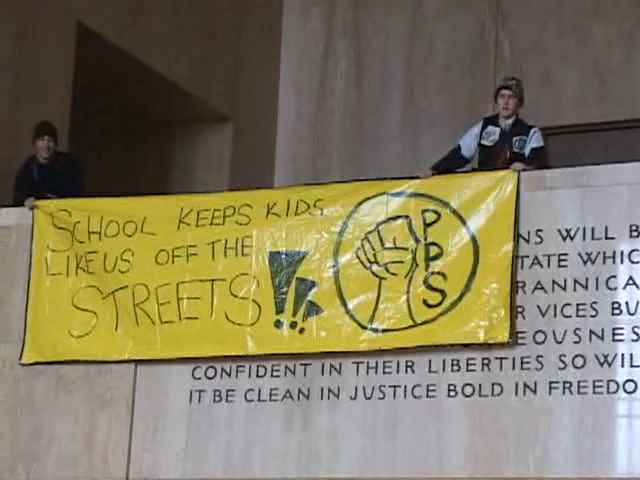 SCHOOL KEEPS KIDS
LIKE US OFF THE
STREETS!!
PPS
NS WILL B
TATE WHIC
RANNICA
R VICES BU
EOUSNES
CONFIDENT IN THEIR LIBERTIES SO WIL
IT BE CLEAN IN JUSTICE BOLD IN FREEDO